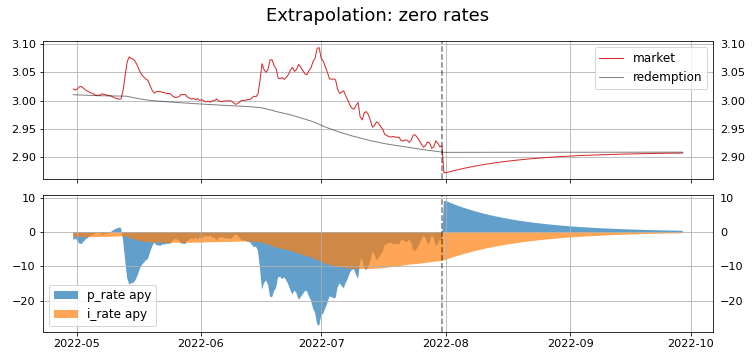 Extrapolation: zero rates
3.10 3.10
3.05 market 3.05
redemption
3.00 3.00
2.95 2.95
2.90 2.90
10 10
0 0
−10 −10
p_rate apy
−20 −20
i_rate apy
2022-05 2022-06 2022-07 2022-08 2022-09 2022-10